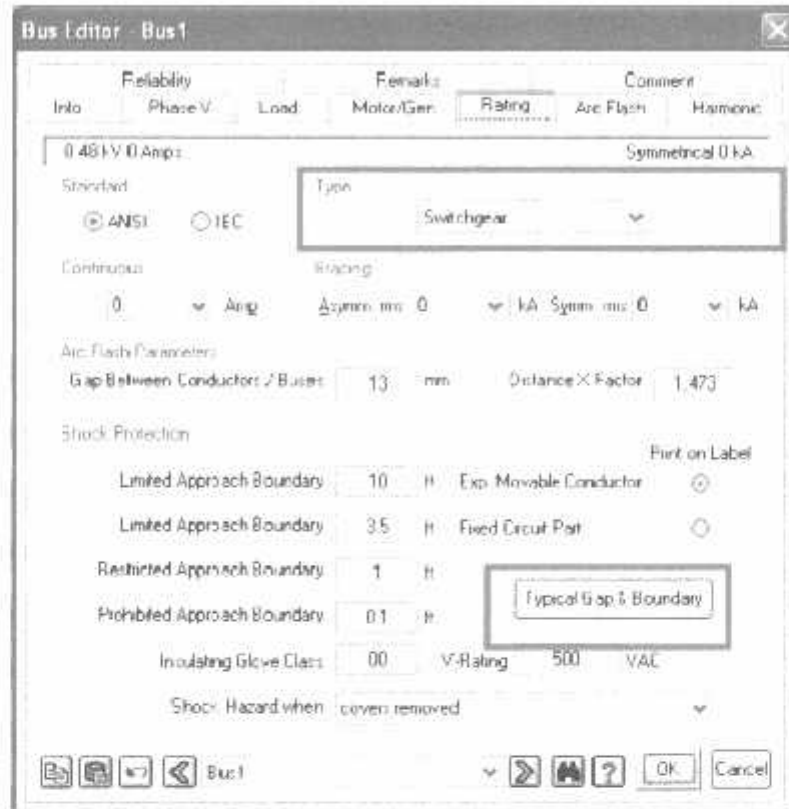 Bus Editor - Bus1
Reliability Remarks Comment
Info Phase V Load Motor/Gen Rating Arc Flash Harmonic
0.48 kV 0 Amps Symmetrical 0 kA
Standard Type
ANSI IEC Switchgear
Continuous Bracing
0 Amp Asymm. rms 0 kA Symm. rms 0 kA
Arc Flash Parameters
Gap Between Conductors / Buses 13 mm Distance X Factor 1.473
Shock Protection
Print on Label
Limited Approach Boundary 10 ft Exp. Movable Conductor
Limited Approach Boundary 3.5 ft Fixed Circuit Part
Restricted Approach Boundary 1 ft
Typical Gap & Boundary
Prohibited Approach Boundary 0.1 ft
Insulating Glove Class 00 V-Rating 500 VAC
Shock Hazard when covers removed
Bus1 ? OK Cancel